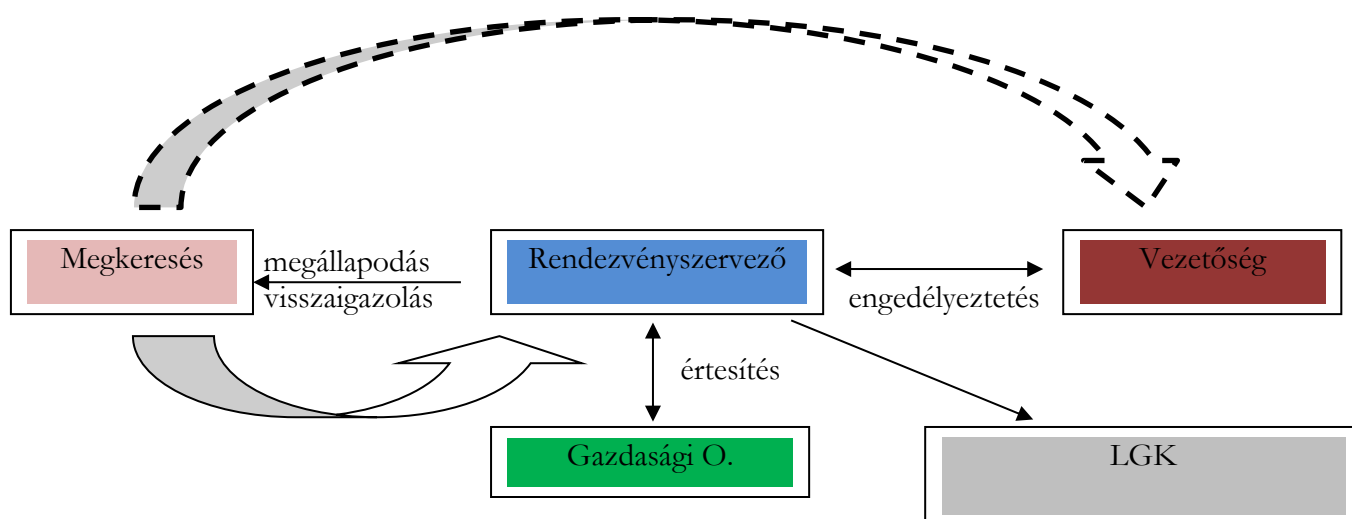 Megkeresés
megállapodás
visszaigazolás
Rendezvényszervező
engedélyeztetés
Vezetőség
értesítés
Gazdasági O.
LGK